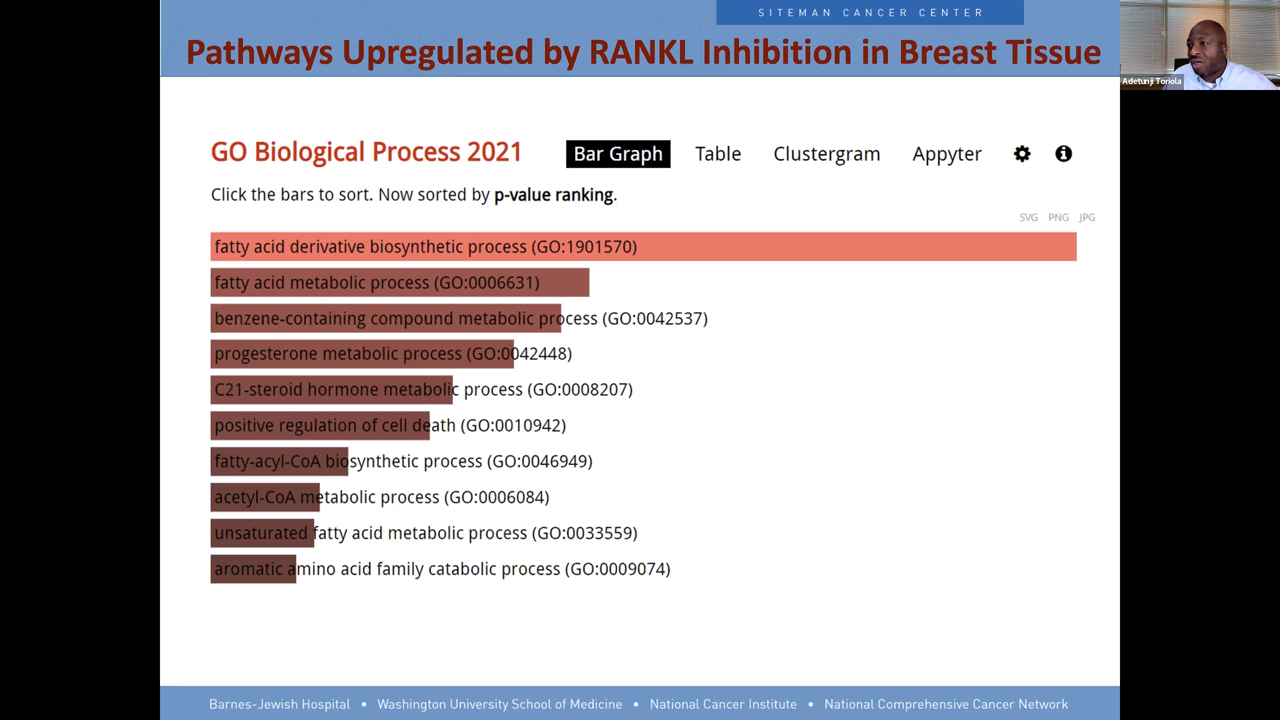 SITEMAN CANCER CENTER
Pathways Upregulated by RANKL Inhibition in Breast Tissue
Adetunji Toriola
GO Biological Process 2021
Bar Graph Table Clustergram Appyter
Click the bars to sort. Now sorted by p-value ranking.
SVG PNG JPG
fatty acid derivative biosynthetic process (GO:1901570)
fatty acid metabolic process (GO:0006631)
benzene-containing compound metabolic process (GO:0042537)
progesterone metabolic process (GO:0042448)
C21-steroid hormone metabolic process (GO:0008207)
positive regulation of cell death (GO:0010942)
fatty-acyl-CoA biosynthetic process (GO:0046949)
acetyl-CoA metabolic process (GO:0006084)
unsaturated fatty acid metabolic process (GO:0033559)
aromatic amino acid family catabolic process (GO:0009074)
Barnes-Jewish Hospital • Washington University School of Medicine • National Cancer Institute • National Comprehensive Cancer Network